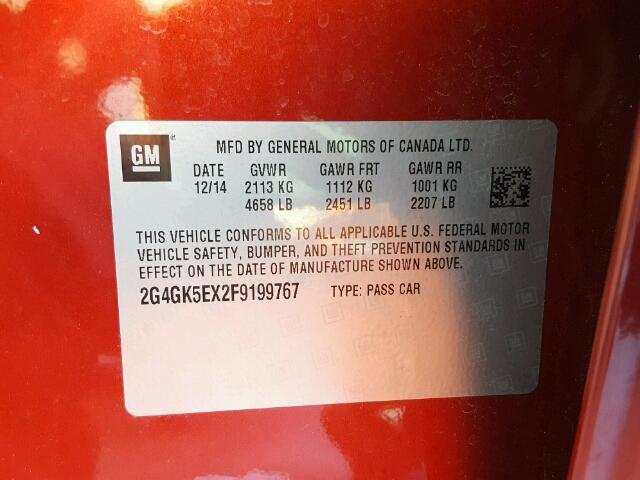 GM
MFD BY GENERAL MOTORS OF CANADA LTD.
DATE GVWR GAWR FRT GAWR RR
12/14 2113 KG 1112 KG 1001 KG
4658 LB 2451 LB 2207 LB
THIS VEHICLE CONFORMS TO ALL APPLICABLE U.S. FEDERAL MOTOR
VEHICLE SAFETY, BUMPER, AND THEFT PREVENTION STANDARDS IN
EFFECT ON THE DATE OF MANUFACTURE SHOWN ABOVE.
2G4GK5EX2F9199767 TYPE: PASS CAR